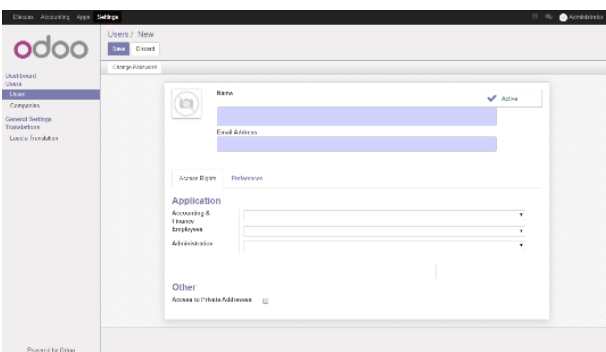 Discuss Accounting Apps Settings
Administrator
odoo
Users / New
Save Discard
Change Password
Dashboard
Users
Users
Companies
General Settings
Translations
Load a Translation
Name
Active
Email Address
Access Rights Preferences
Application
Accounting &
Finance
Employees
Administration
Other
Access to Private Addresses
Powered by Odoo